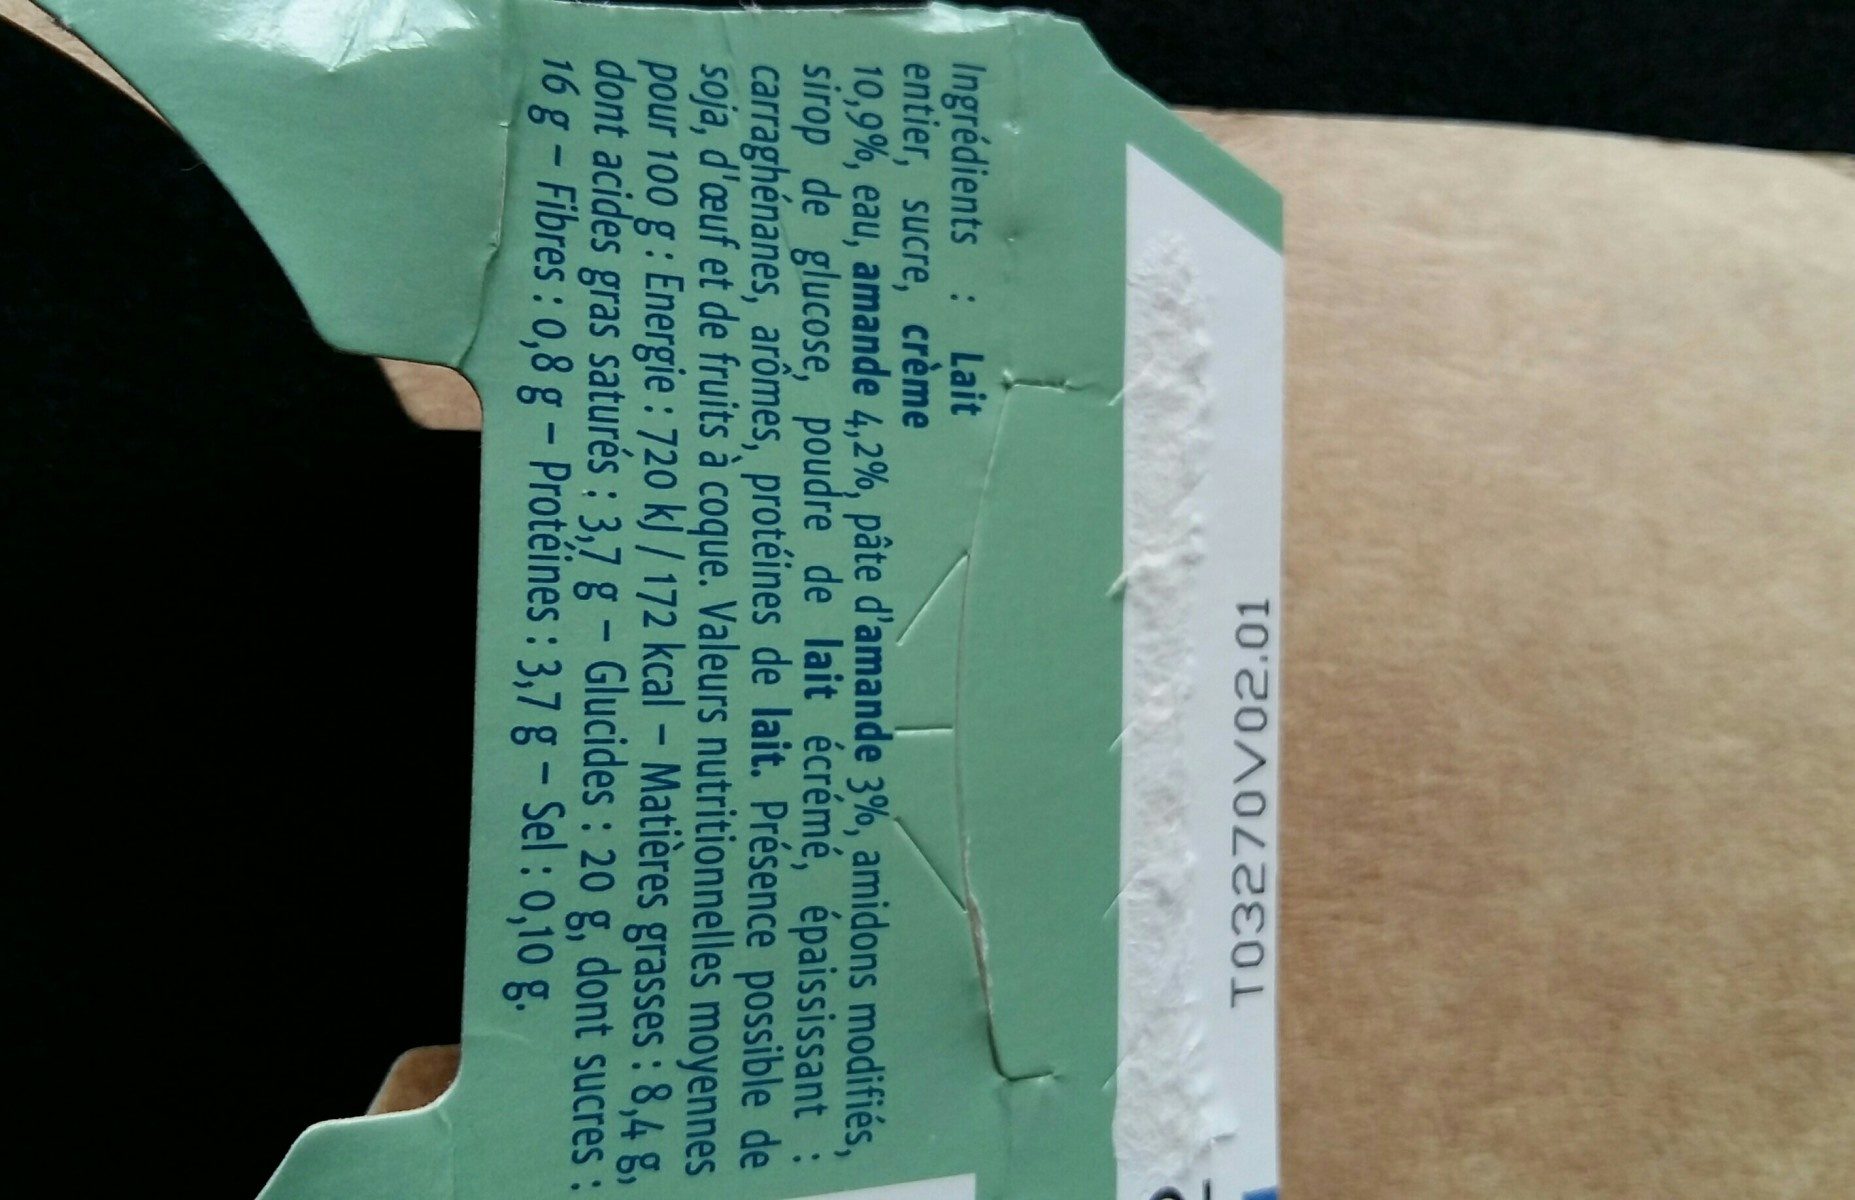 Ingrédients : Lait
entier, sucre, crème
10,9%, eau, amande 4,2%, pâte d'amande 3%, amidons modifiés,
sirop de glucose, poudre de lait écrémé, épaississant :
carraghénanes, arômes, protéines de lait. Présence possible de
soja, d'œuf et de fruits à coque. Valeurs nutritionnelles moyennes
pour 100 g : Energie : 720 kJ / 172 kcal – Matières grasses : 8,4 g,
dont acides gras saturés : 3,7 g – Glucides : 20 g, dont sucres :
16 g – Fibres : 0,8 g – Protéines : 3,7 g – Sel : 0,10 g.
T03270V02.01